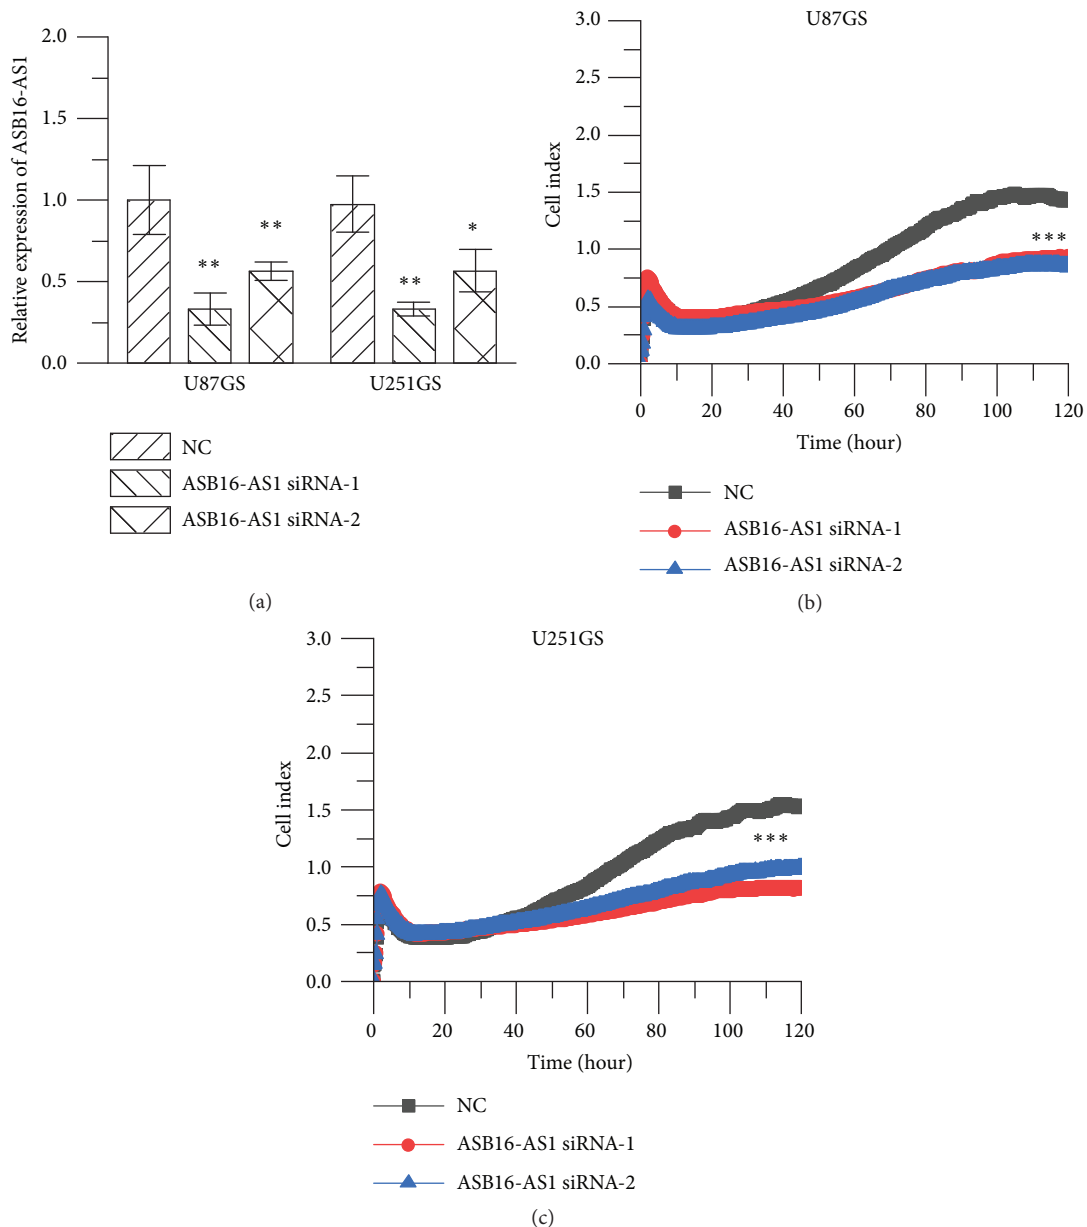 Relative expression of ASB16-AS1
2.0
1.5
1.0
0.5
0.0
**
**
**
*
U87GS
U251GS
NC
ASB16-AS1 siRNA-1
ASB16-AS1 siRNA-2
(a)
U87GS
Cell index
3.0
2.5
2.0
1.5
1.0
0.5
0.0
***
0 20 40 60 80 100 120
Time (hour)
NC
ASB16-AS1 siRNA-1
ASB16-AS1 siRNA-2
(b)
U251GS
Cell index
3.0
2.5
2.0
1.5
1.0
0.5
0.0
***
0 20 40 60 80 100 120
Time (hour)
NC
ASB16-AS1 siRNA-1
ASB16-AS1 siRNA-2
(c)